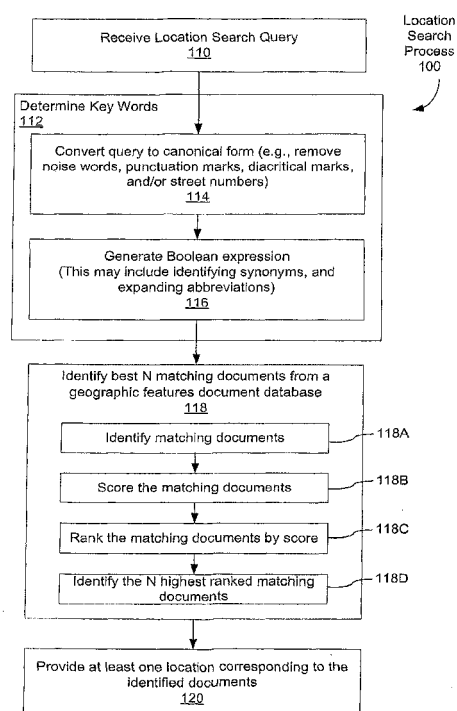 Location
Search
Process
100
Receive Location Search Query
110
Determine Key Words
112
Convert query to canonical form (e.g., remove
noise words, punctuation marks, diacritical marks,
and/or street numbers)
114
Generate Boolean expression
(This may include identifying synonyms, and
expanding abbreviations)
116
Identify best N matching documents from a
geographic features document database
118
Identify matching documents
118A
Score the matching documents
118B
Rank the matching documents by score
118C
Identify the N highest ranked matching
documents
118D
Provide at least one location corresponding to the
identified documents
120